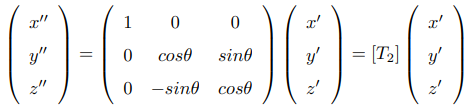 ( x′′ y′′ z′′ ) = ( 1 0 0
0 cosθ sinθ
0 −sinθ cosθ ) ( x′ y′ z′ ) = [T₂] ( x′ y′ z′ )